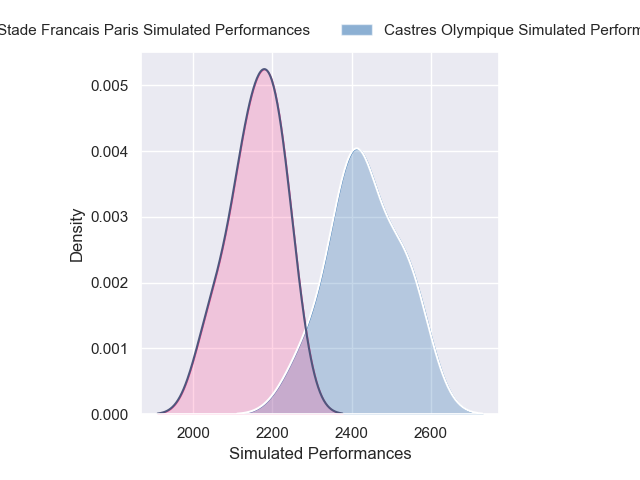 Stade Francais Paris Simulated Performances Castres Olympique Simulated
0.005
0.004
0.003
0.002
0.001
0.000
Density
2000 2200 2400 2600
Simulated Performances